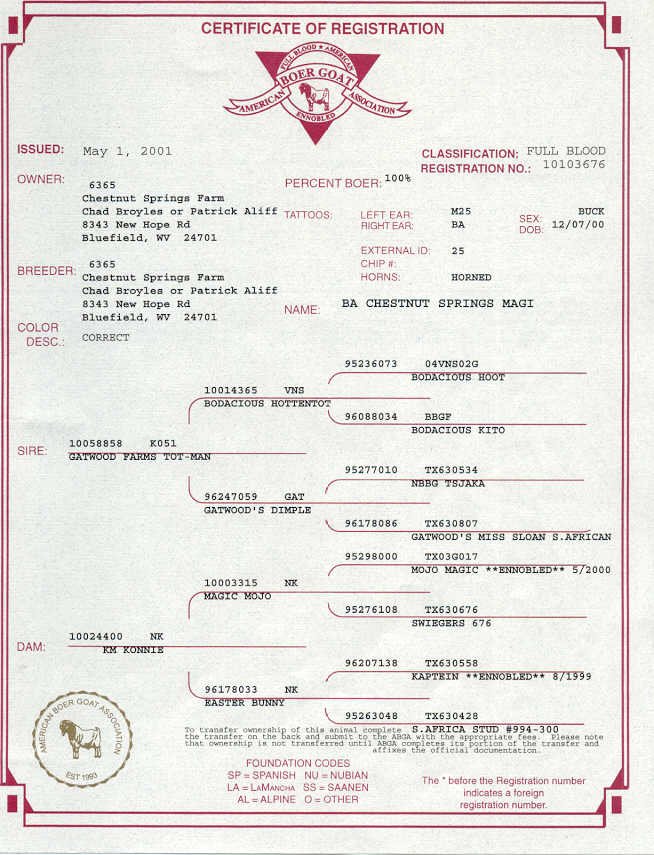 CERTIFICATE OF REGISTRATION
FULL BLOOD ★ AMERICAN
BOER GOAT
AMERICAN
ASSOCIATION
ENNOBLED
ISSUED: May 1, 2001
CLASSIFICATION: FULL BLOOD
REGISTRATION NO.: 10103676
OWNER: 6365
Chestnut Springs Farm
Chad Broyles or Patrick Aliff
8343 New Hope Rd
Bluefield, WV 24701
PERCENT BOER: 100%
TATTOOS: LEFT EAR: M25
RIGHT EAR: BA
SEX: BUCK
DOB: 12/07/00
EXTERNAL ID: 25
CHIP #:
HORNS: HORNED
BREEDER: 6365
Chestnut Springs Farm
Chad Broyles or Patrick Aliff
8343 New Hope Rd
Bluefield, WV 24701
NAME: BA CHESTNUT SPRINGS MAGI
COLOR
DESC.: CORRECT
95236073 04VNS02G
BODACIOUS HOOT
10014365 VNS
BODACIOUS HOTTENTOT
96088034 BBGF
BODACIOUS KITO
SIRE: 10058858 K051
GATWOOD FARMS TOT-MAN
95277010 TX630534
NBBG TSJAKA
96247059 GAT
GATWOOD'S DIMPLE
96178086 TX630807
GATWOOD'S MISS SLOAN S.AFRICAN
95298000 TX03G017
MOJO MAGIC **ENNOBLED** 5/2000
10003315 NK
MAGIC MOJO
95276108 TX630676
SWIEGERS 676
DAM: 10024400 NK
KM KONNIE
96207138 TX630558
KAPTEIN **ENNOBLED** 8/1999
96178033 NK
EASTER BUNNY
95263048 TX630428
S.AFRICA STUD #994-300
AMERICAN BOER GOAT ASSOCIATION
EST 1993
To transfer ownership of this animal complete
the transfer on the back and submit to the ABGA with the appropriate fees. Please note
that ownership is not transferred until ABGA completes its portion of the transfer and
affixes the official documentation.
FOUNDATION CODES
SP = SPANISH NU = NUBIAN
LA = LAMANCHA SS = SAANEN
AL = ALPINE O = OTHER
The * before the Registration number
indicates a foreign
registration number.